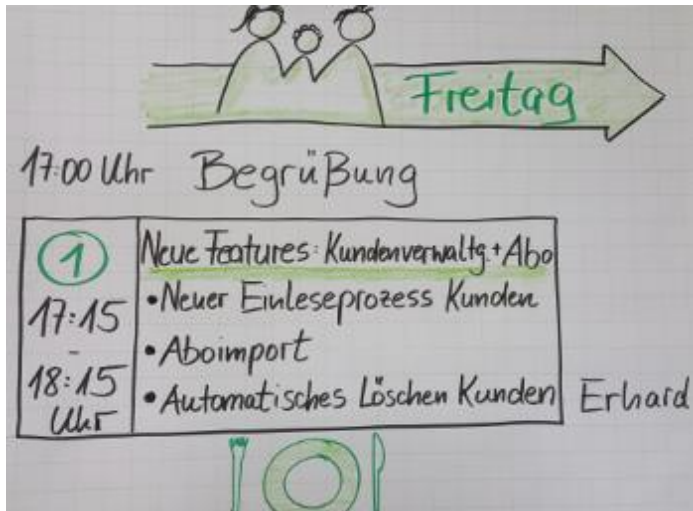 Freitag
17:00 Uhr Begrüßung
1
17:15
-
18:15
Uhr
Neue Features: Kundenverwaltg.+Abo
• Neuer Einleseprozess Kunden
• Aboimport
• Automatisches Löschen Kunden
Erhard